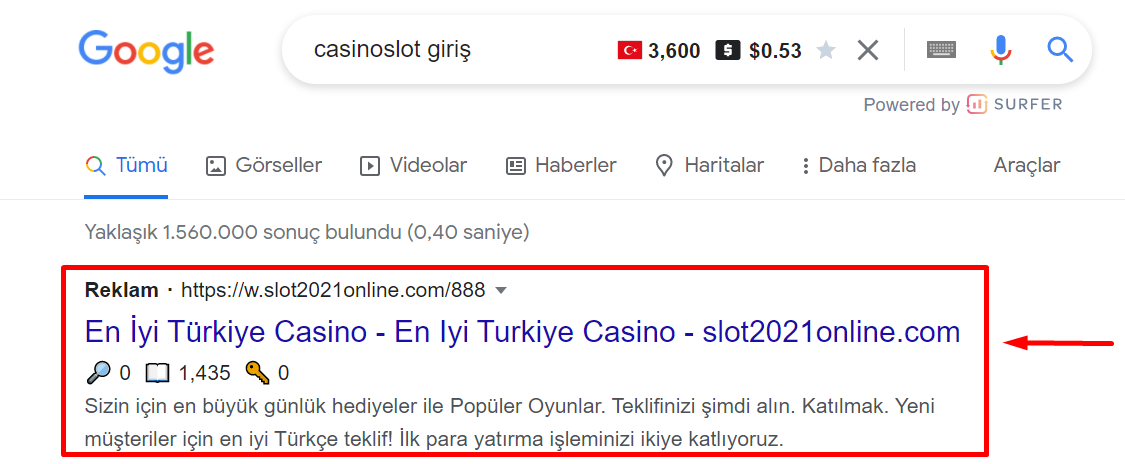 Google
casinoslot giriş 3,600 $ $0.53
Powered by SURFER
Tümü Görseller Videolar Haberler Haritalar Daha fazla Araçlar
Yaklaşık 1.560.000 sonuç bulundu (0,40 saniye)
Reklam · https://w.slot2021online.com/888
En İyi Türkiye Casino - En Iyi Turkiye Casino - slot2021online.com
0 1,435 0
Sizin için en büyük günlük hediyeler ile Popüler Oyunlar. Teklifinizi şimdi alın. Katılmak. Yeni
müşteriler için en iyi Türkçe teklif! İlk para yatırma işleminizi ikiye katlıyoruz.